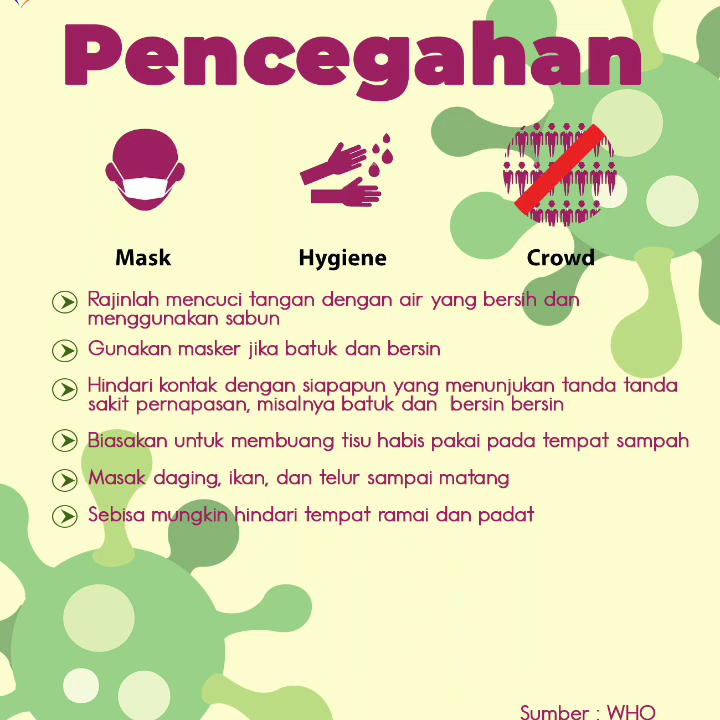 Pencegahan
Mask
Hygiene
Crowd
Rajinlah mencuci tangan dengan air yang bersih dan
menggunakan sabun
Gunakan masker jika batuk dan bersin
Hindari kontak dengan siapapun yang menunjukan tanda tanda
sakit pernapasan, misalnya batuk dan bersin bersin
Biasakan untuk membuang tisu habis pakai pada tempat sampah
Masak daging, ikan, dan telur sampai matang
Sebisa mungkin hindari tempat ramai dan padat
Sumber : WHO